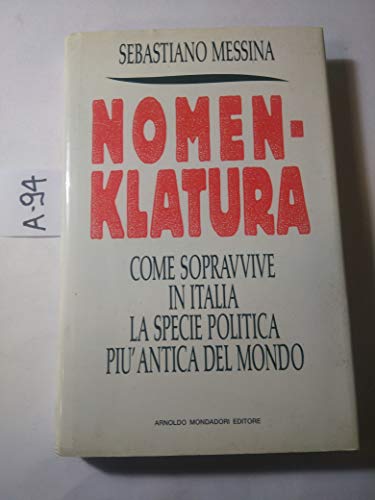 SEBASTIANO MESSINA
NOMEN-
KLATURA
A-94
COME SOPRAVVIVE
IN ITALIA
LA SPECIE POLITICA
PIU' ANTICA DEL MONDO
ARNOLDO MONDADORI EDITORE